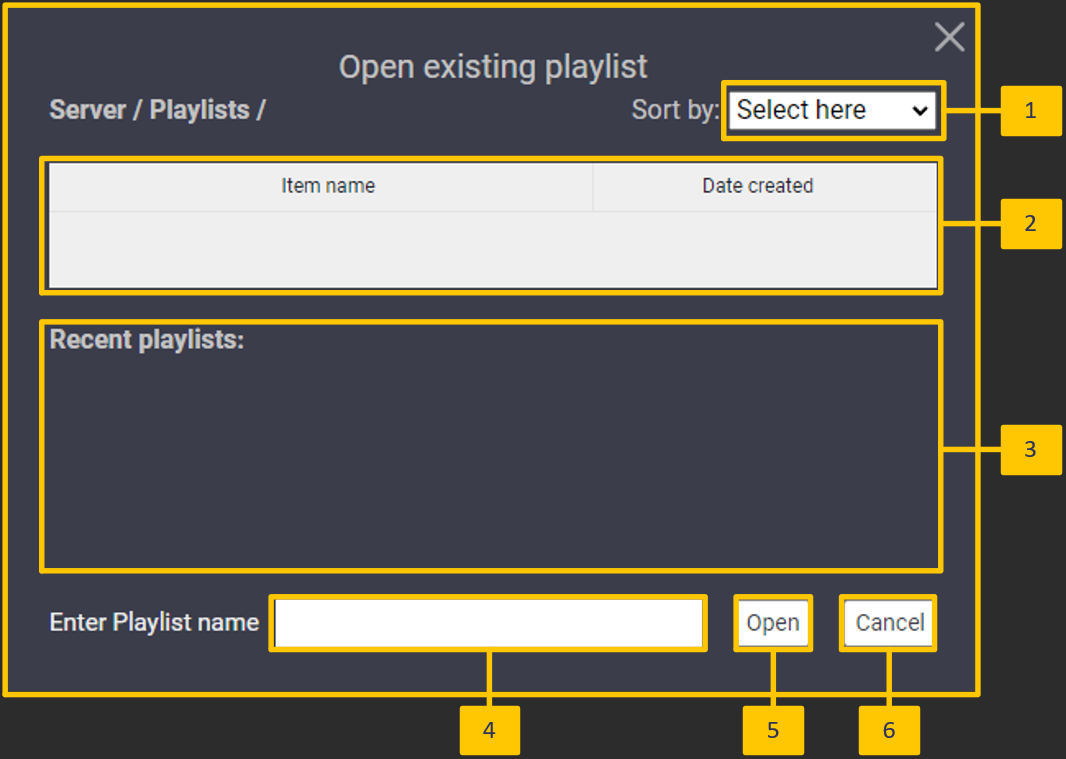 Open existing playlist
Server / Playlists /
Sort by: Select here
1
Item name Date created
2
Recent playlists:
3
Enter Playlist name Open Cancel
4 5 6